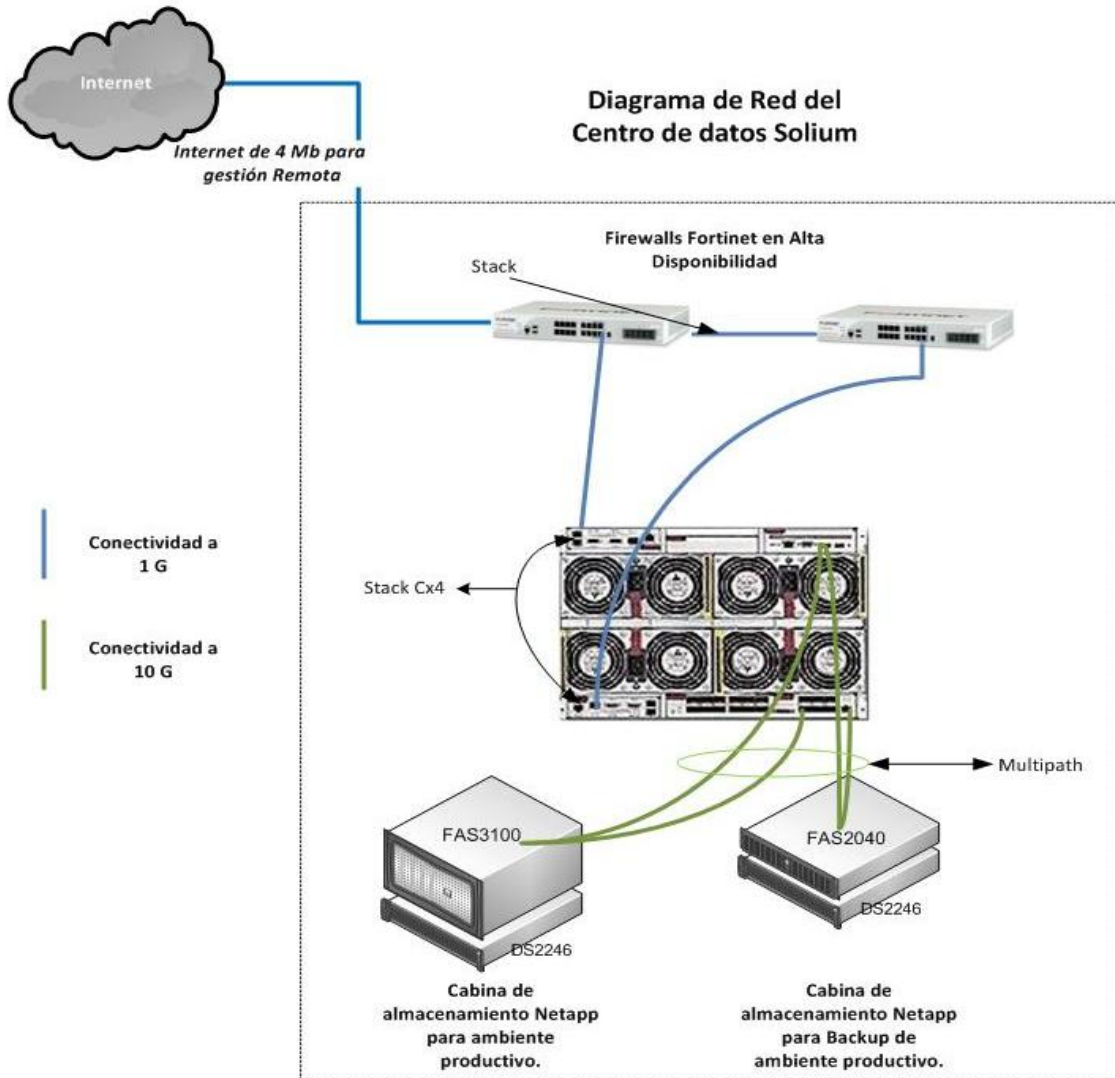 Internet
Diagrama de Red del
Centro de datos Solium
Internet de 4 Mb para
gestión Remota
Firewalls Fortinet en Alta
Disponibilidad
Stack
Conectividad a
1 G
Stack Cx4
Conectividad a
10 G
Multipath
FAS3100
FAS2040
DS2246
DS2246
Cabina de
almacenamiento Netapp
para ambiente
productivo.
Cabina de
almacenamiento Netapp
para Backup de
ambiente productivo.